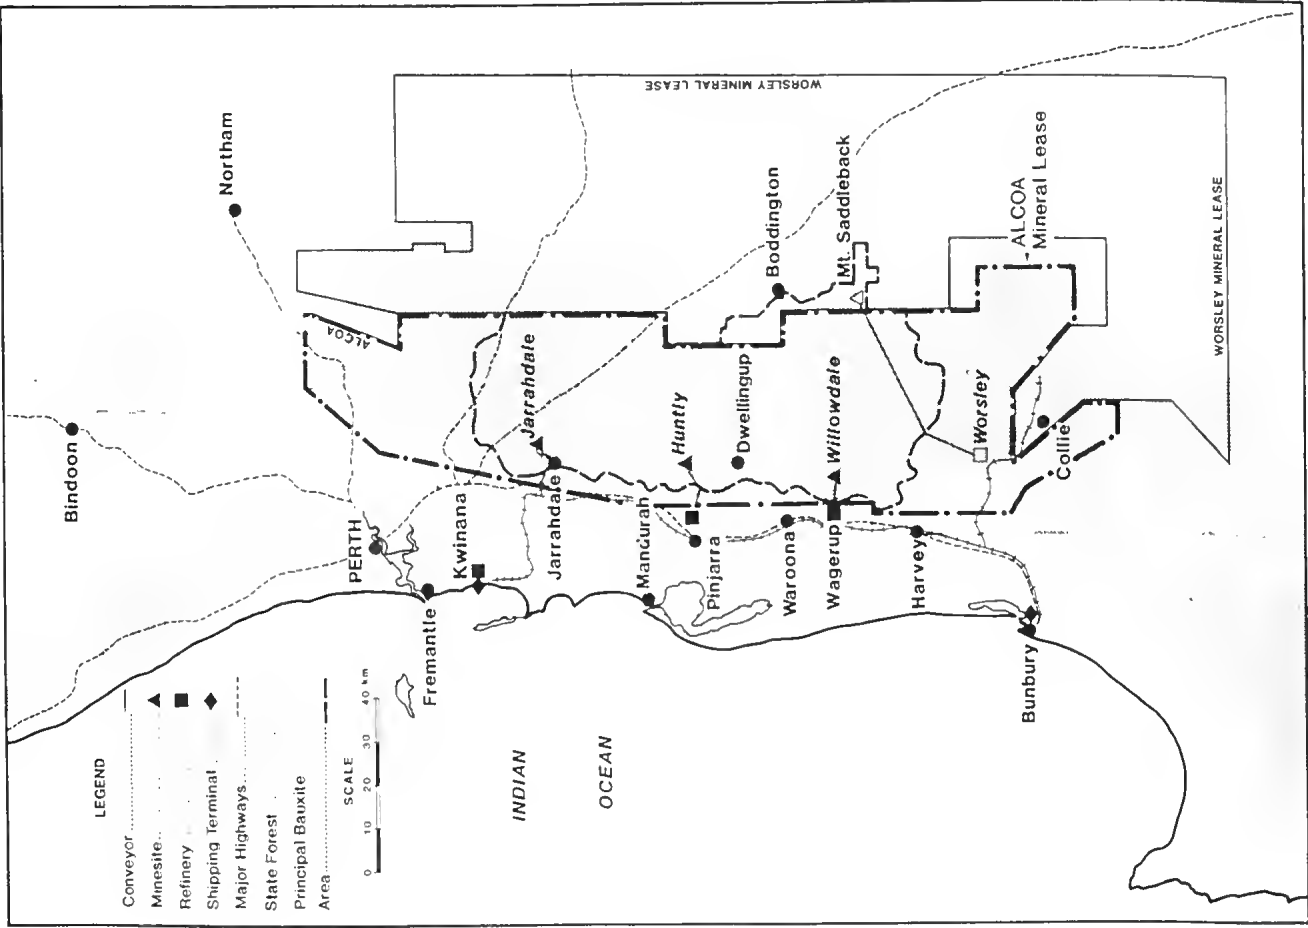 Northam
Bindoon
PERTH
Fremantle
Kwinana
Jarrahdale
Jarrahdale
Mandurah
Pinjarra
Huntly
Dwellingup
Boddington
Mt. Saddleback
Waroona
Wagerup
Willowdale
Harvey
Worsley
Collie
Bunbury
ALCOA
ALCOA
Mineral Lease
WORSLEY MINERAL LEASE
WORSLEY MINERAL LEASE
INDIAN
OCEAN
LEGEND
Conveyor
Minesite
Refinery
Shipping Terminal
Major Highways
State Forest
Principal Bauxite
Area
SCALE
0 10 20 30 40 km